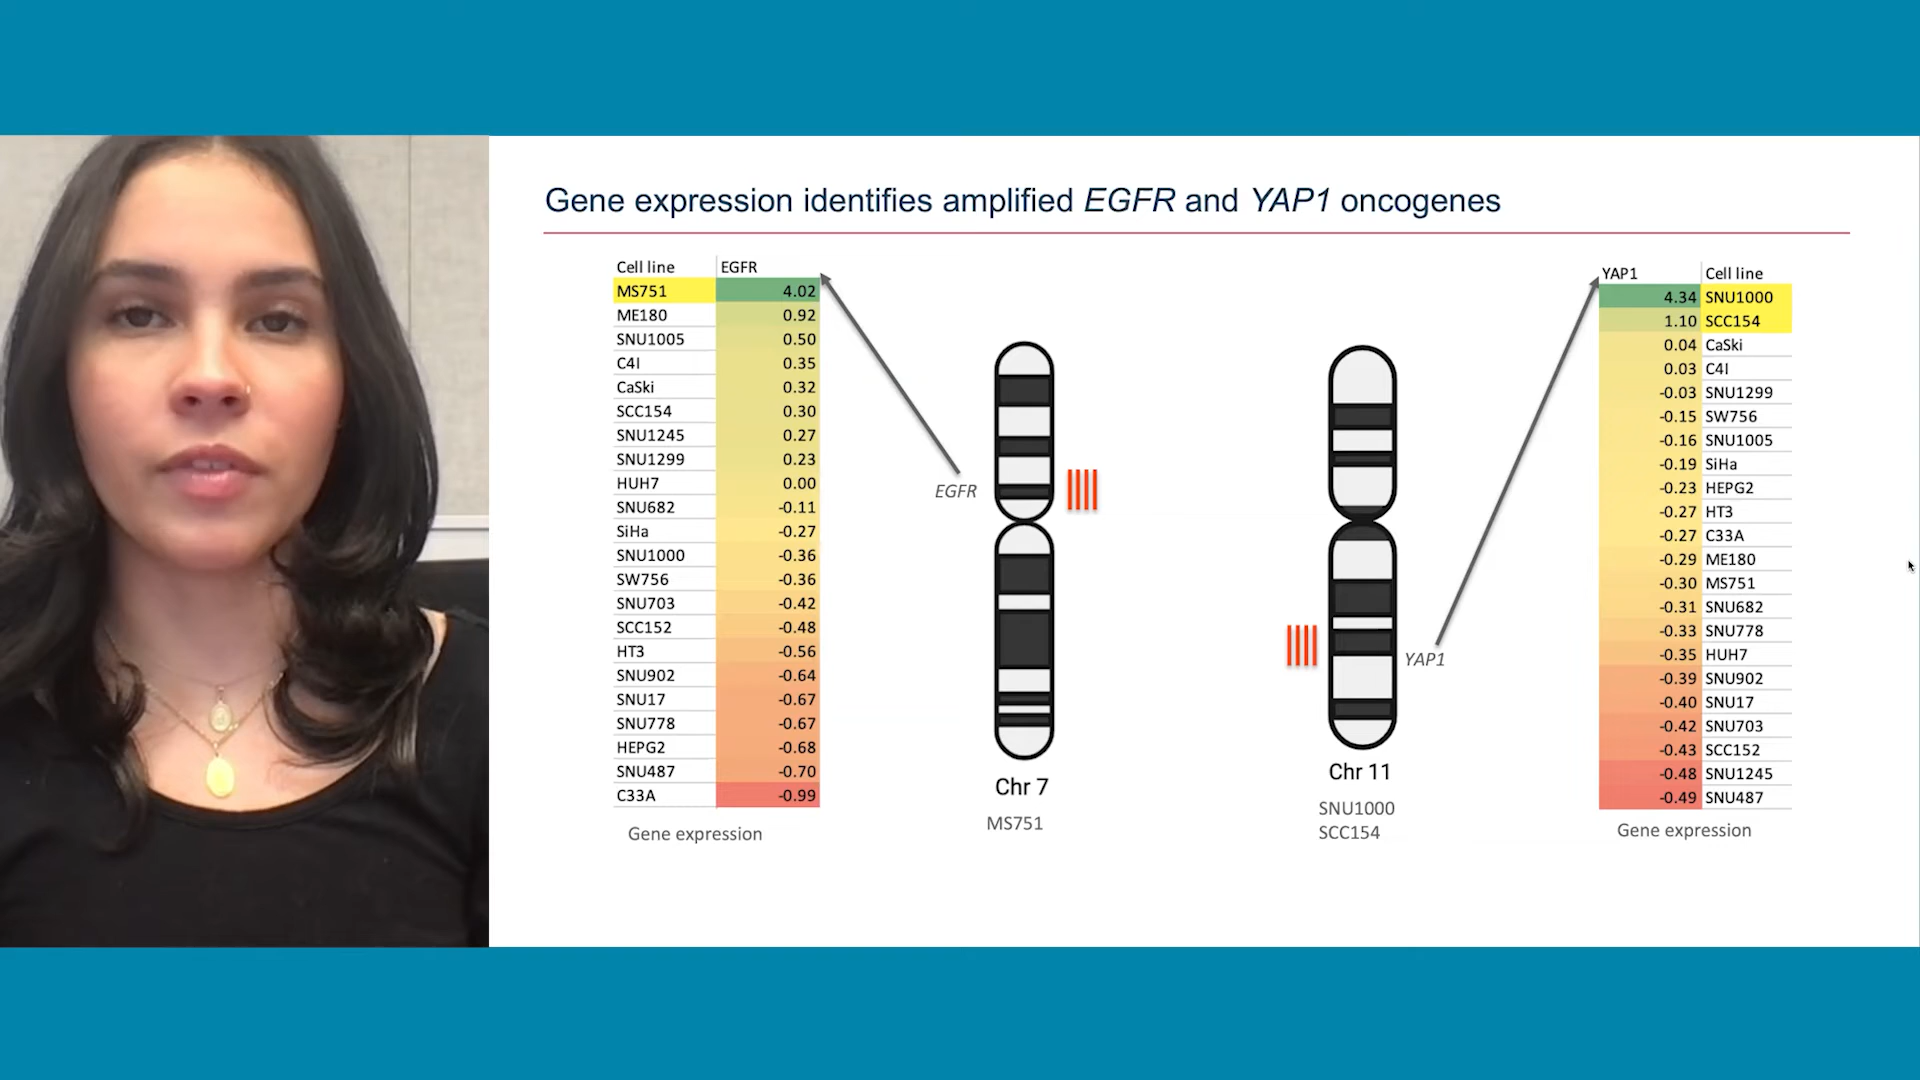 Gene expression identifies amplified EGFR and YAP1 oncogenes
Cell line EGFR
MS751 4.02
ME180 0.92
SNU1005 0.50
C4I 0.35
CaSki 0.32
SCC154 0.30
SNU1245 0.27
SNU1299 0.23
HUH7 0.00
SNU682 -0.11
SiHa -0.27
SNU1000 -0.36
SW756 -0.36
SNU703 -0.42
SCC152 -0.48
HT3 -0.56
SNU902 -0.64
SNU17 -0.67
SNU778 -0.67
HEPG2 -0.68
SNU487 -0.70
C33A -0.99
Gene expression
EGFR
Chr 7
MS751
YAP1
Chr 11
SNU1000
SCC154
YAP1 Cell line
4.34 SNU1000
1.10 SCC154
0.04 CaSki
0.03 C4I
-0.03 SNU1299
-0.15 SW756
-0.16 SNU1005
-0.19 SiHa
-0.23 HEPG2
-0.27 HT3
-0.27 C33A
-0.29 ME180
-0.30 MS751
-0.31 SNU682
-0.33 SNU778
-0.35 HUH7
-0.39 SNU902
-0.40 SNU17
-0.42 SNU703
-0.43 SCC152
-0.48 SNU1245
-0.49 SNU487
Gene expression